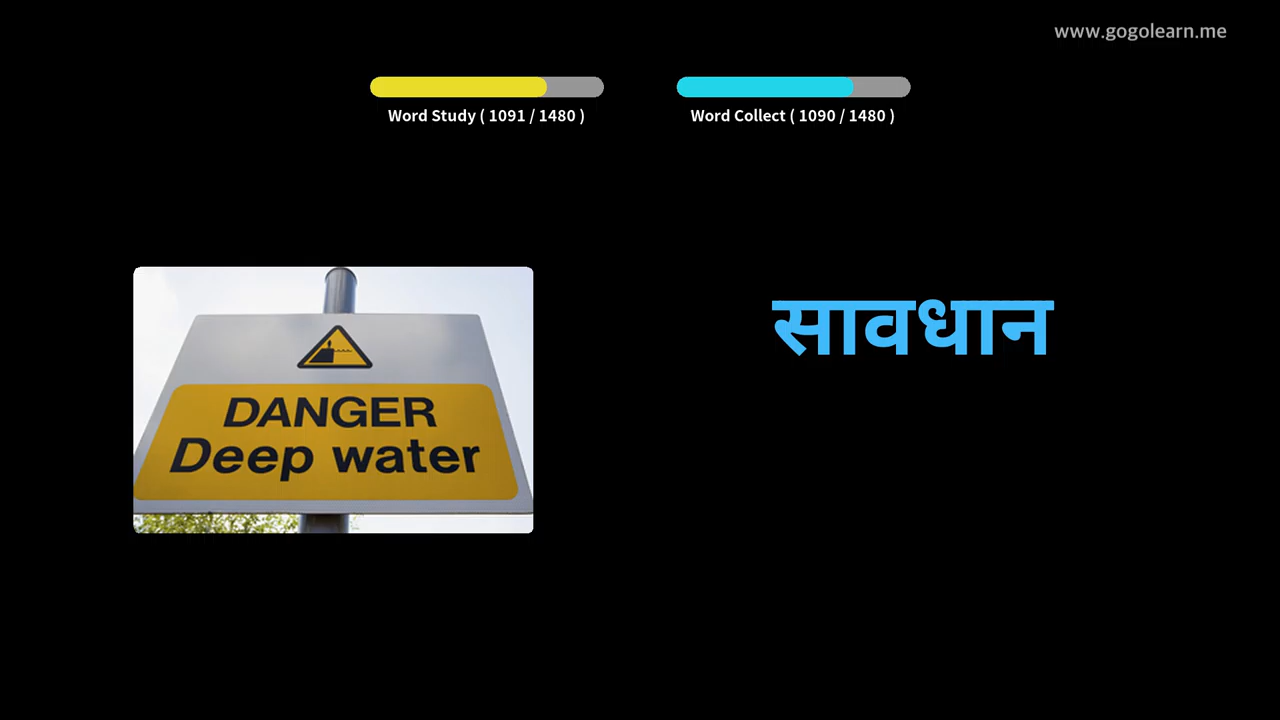 www.gogolearn.me
Word Study ( 1091 / 1480 )
Word Collect ( 1090 / 1480 )
DANGER
Deep water
सावधान